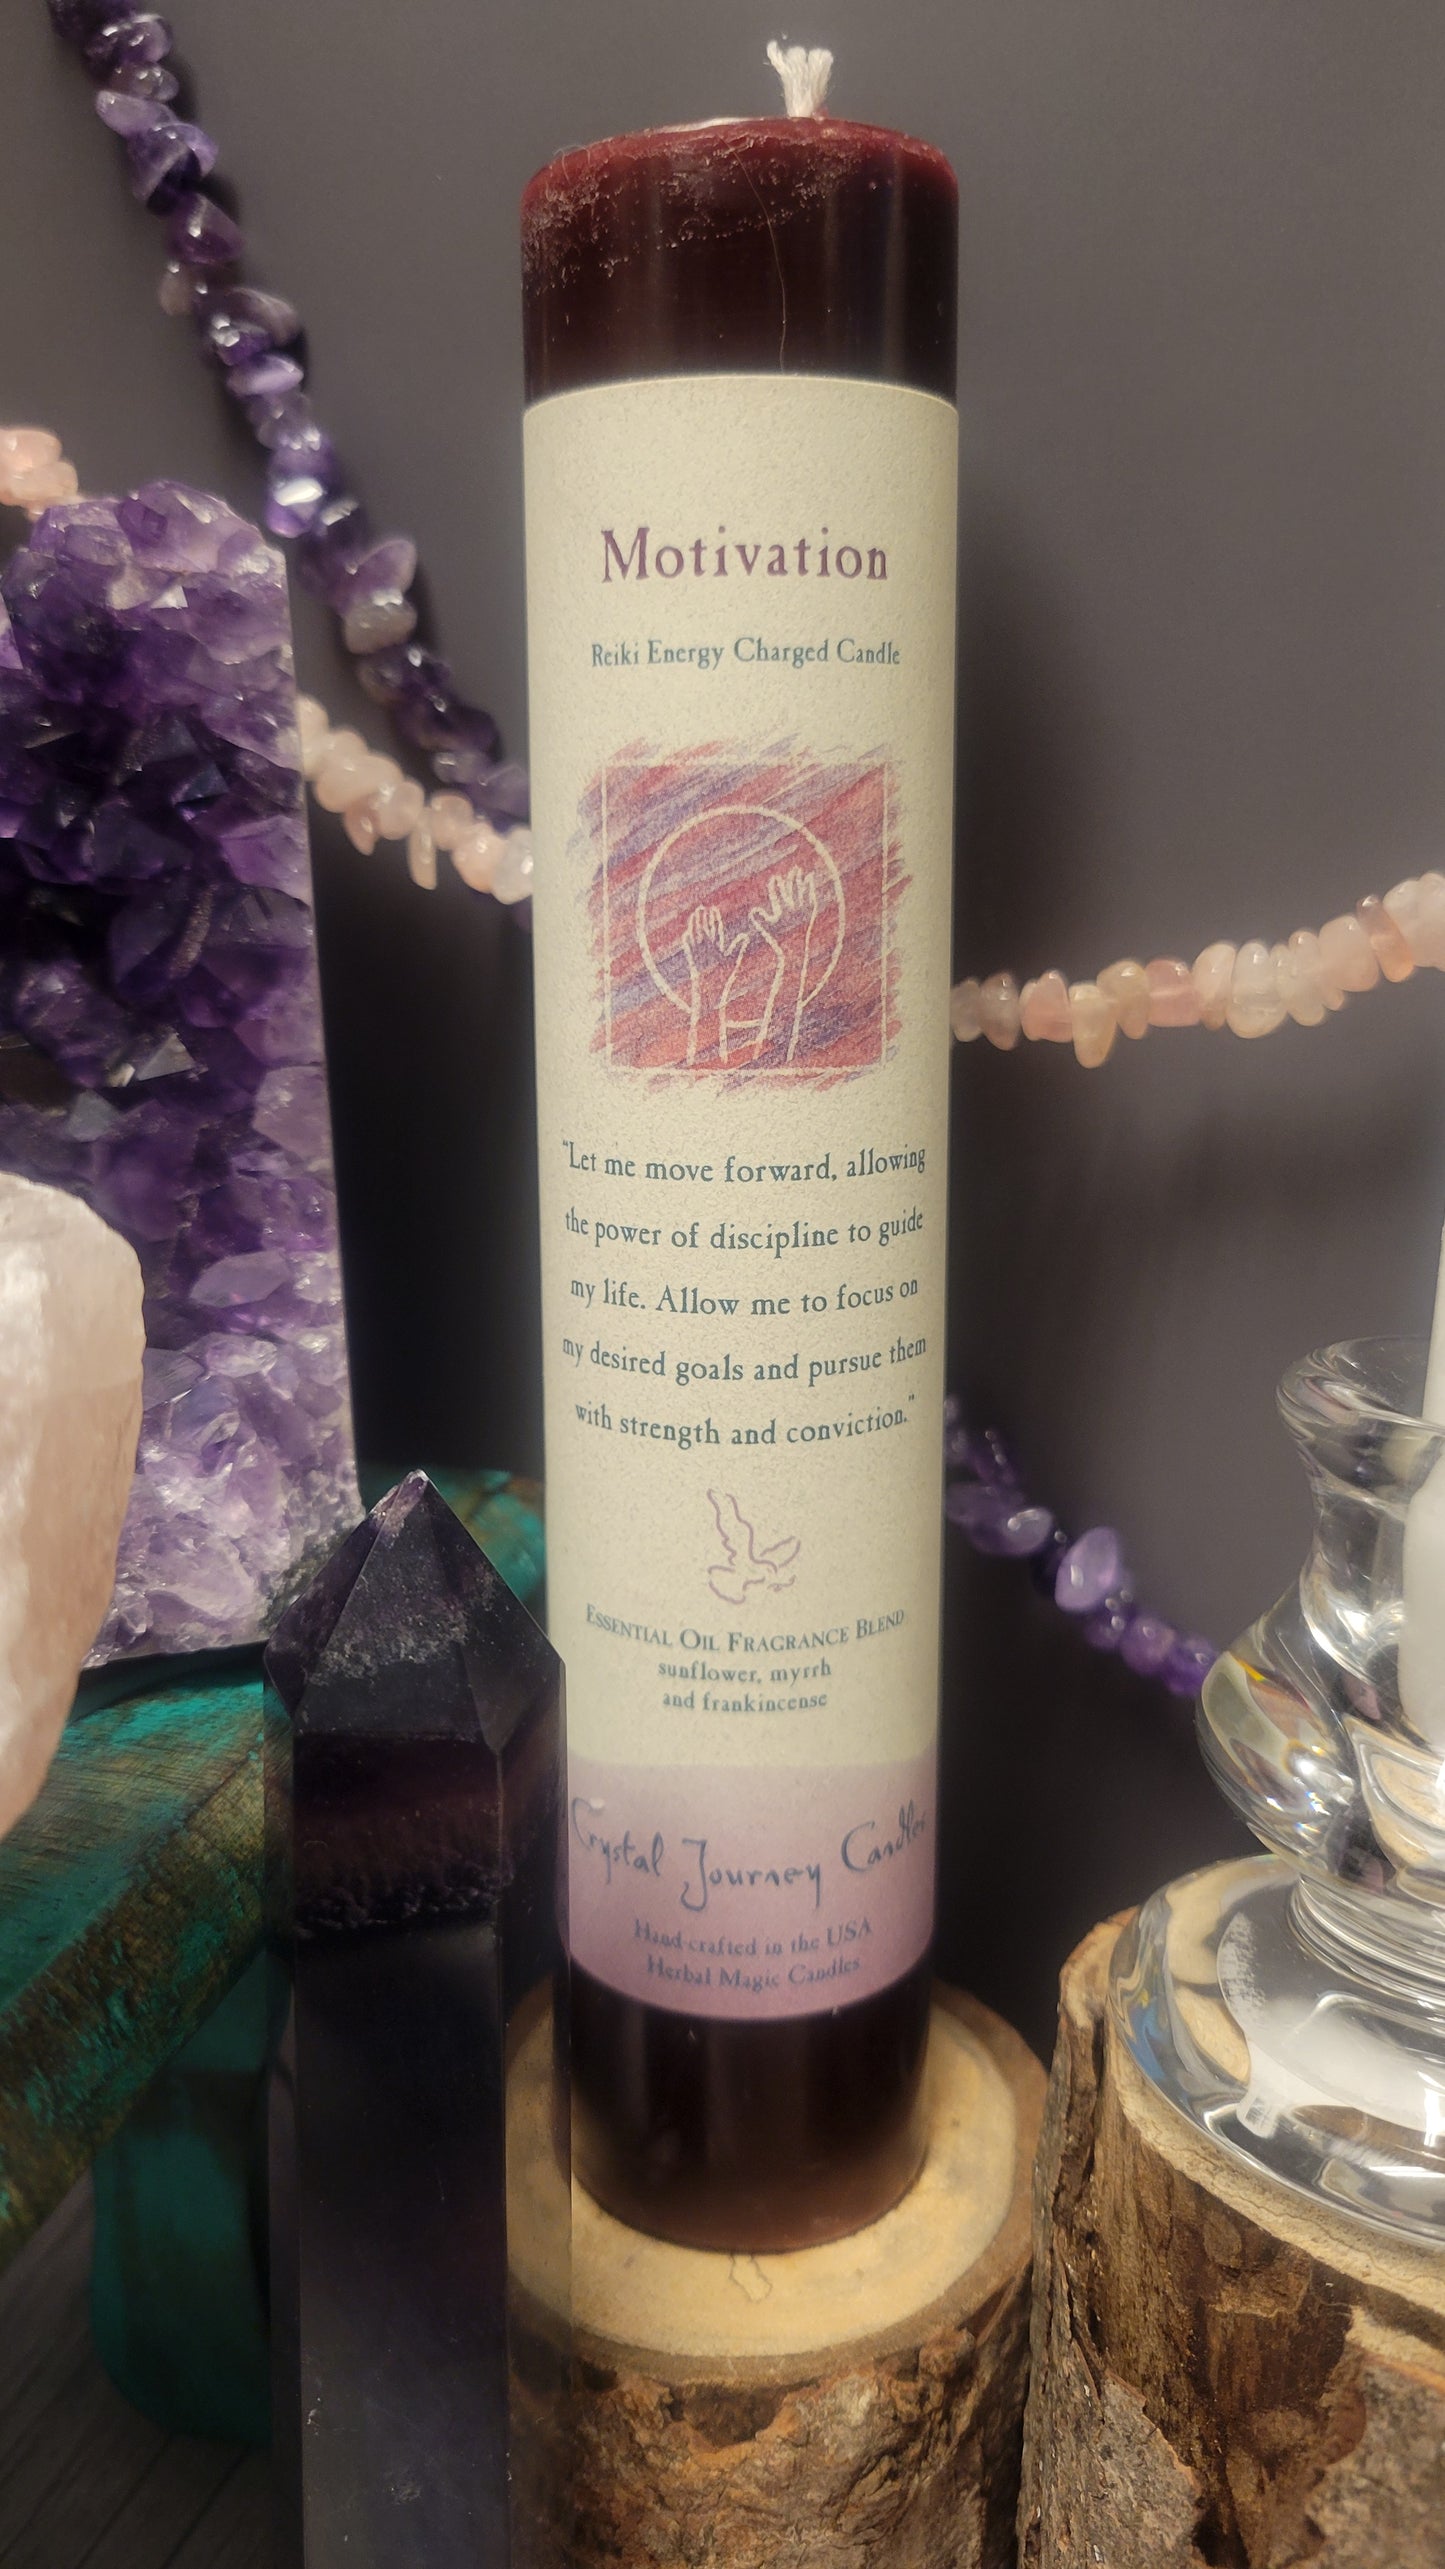 Motivation
Reiki Energy Charged Candle
"Let me move forward, allowing
the power of discipline to guide
my life. Allow me to focus on
my desired goals and pursue them
with strength and conviction."
Essential Oil Fragrance Blend
sunflower, myrrh
and frankincense
Crystal Journey Candles
Hand-crafted in the USA
Herbal Magic Candles